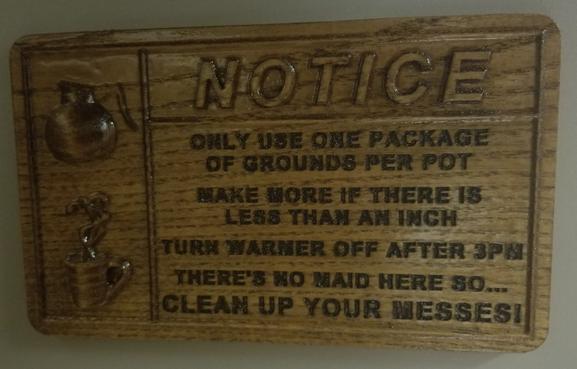 NOTICE
ONLY USE ONE PACKAGE
OF GROUNDS PER POT
MAKE MORE IF THERE IS
LESS THAN AN INCH
TURN WARMER OFF AFTER 3PM
THERE'S NO MAID HERE SO...
CLEAN UP YOUR MESSES!